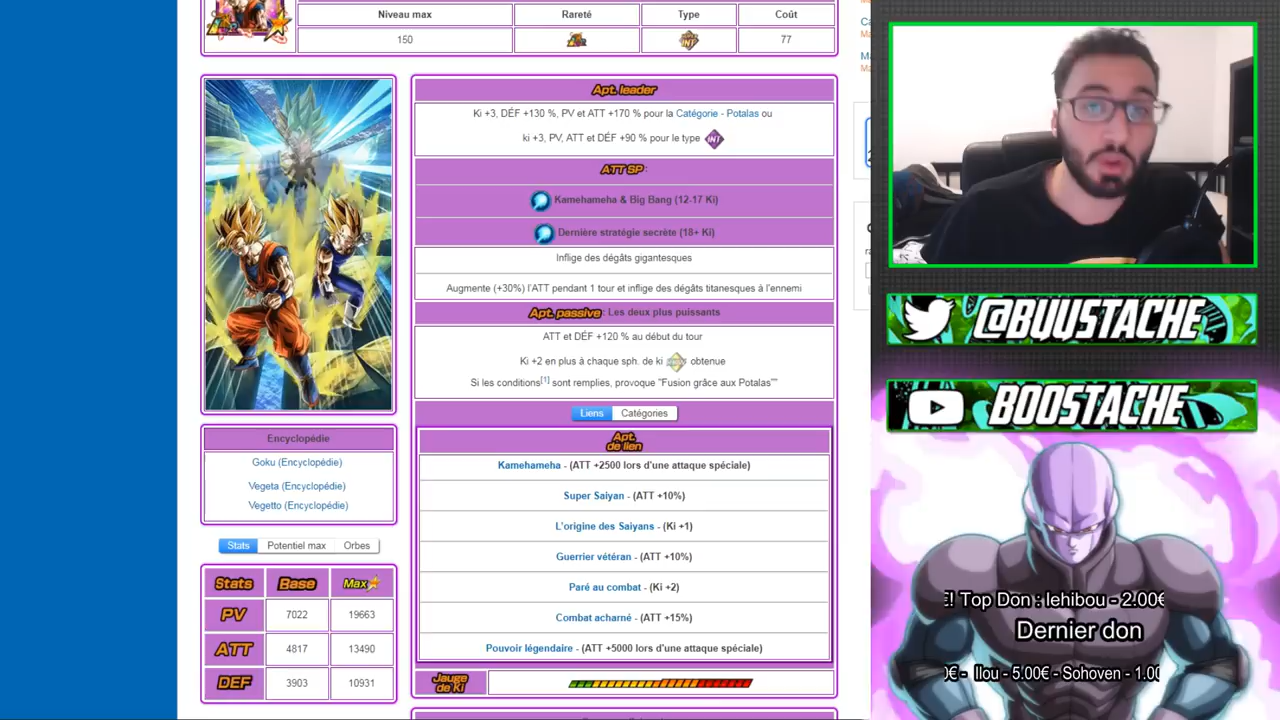 Niveau max Rareté Type Coût
150 LR INT 77
Apt. leader
Ki +3, DÉF +130 %, PV et ATT +170 % pour la Catégorie - Potalas ou
ki +3, PV, ATT et DÉF +90 % pour le type INT
ATT SP:
Kamehameha & Big Bang (12-17 Ki)
Dernière stratégie secrète (18+ Ki)
Inflige des dégâts gigantesques
Augmente (+30%) l'ATT pendant 1 tour et inflige des dégâts titanesques à l'ennemi
Apt. passive: Les deux plus puissants
ATT et DÉF +120 % au début du tour
Ki +2 en plus à chaque sph. de ki obtenue
Si les conditions[1] sont remplies, provoque "Fusion grâce aux Potalas""
Liens Catégories
Apt.
de lien
Kamehameha - (ATT +2500 lors d'une attaque spéciale)
Super Saiyan - (ATT +10%)
L'origine des Saiyans - (Ki +1)
Guerrier vétéran - (ATT +10%)
Paré au combat - (Ki +2)
Combat acharné - (ATT +15%)
Pouvoir légendaire - (ATT +5000 lors d'une attaque spéciale)
Jauge
de Ki
Encyclopédie
Goku (Encyclopédie)
Vegeta (Encyclopédie)
Vegetto (Encyclopédie)
Stats Potentiel max Orbes
Stats Base Max
PV 7022 19663
ATT 4817 13490
DEF 3903 10931
@BUUSTACHE
BOOSTACHE
! Top Don : lehibou - 2.00€
Dernier don
€ - Ilou - 5.00€ - Sohoven - 1.00